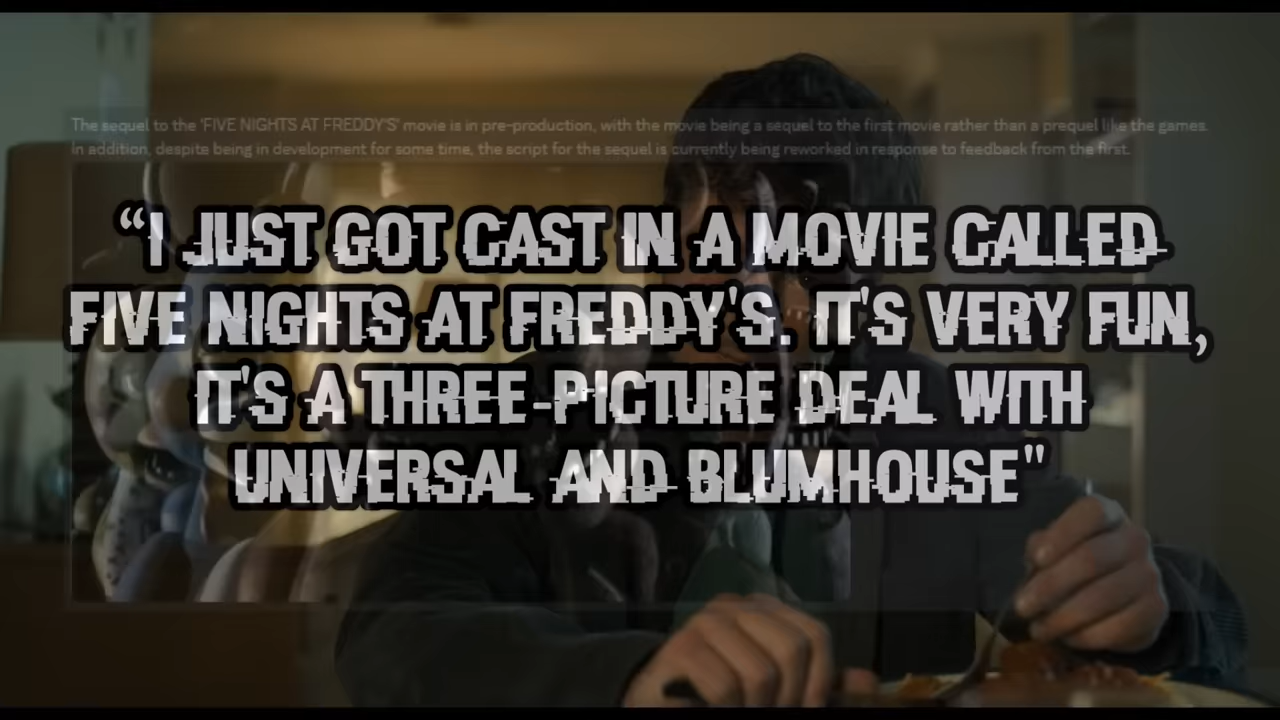 The sequel to the 'FIVE NIGHTS AT FREDDY'S' movie is in pre-production, with the movie being a sequel to the first movie rather than a prequel like the games.
In addition, despite being in development for some time, the script for the sequel is currently being reworked in response to feedback from the first.
“I JUST GOT CAST IN A MOVIE CALLED
FIVE NIGHTS AT FREDDY'S. IT'S VERY FUN,
IT'S A THREE-PICTURE DEAL WITH
UNIVERSAL AND BLUMHOUSE"